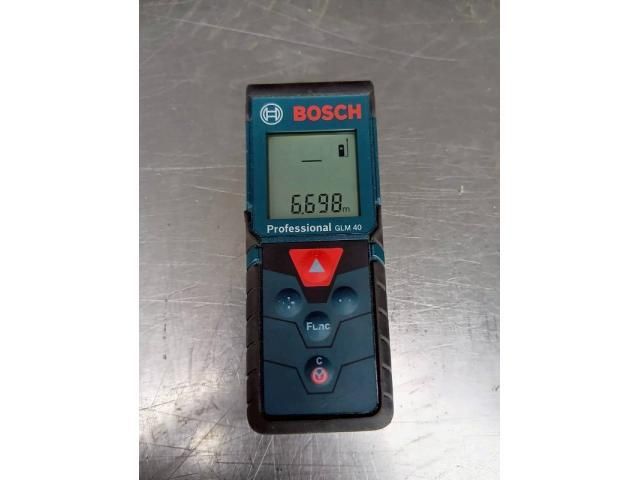 BOSCH
6.698m
Professional GLM 40
Func
C